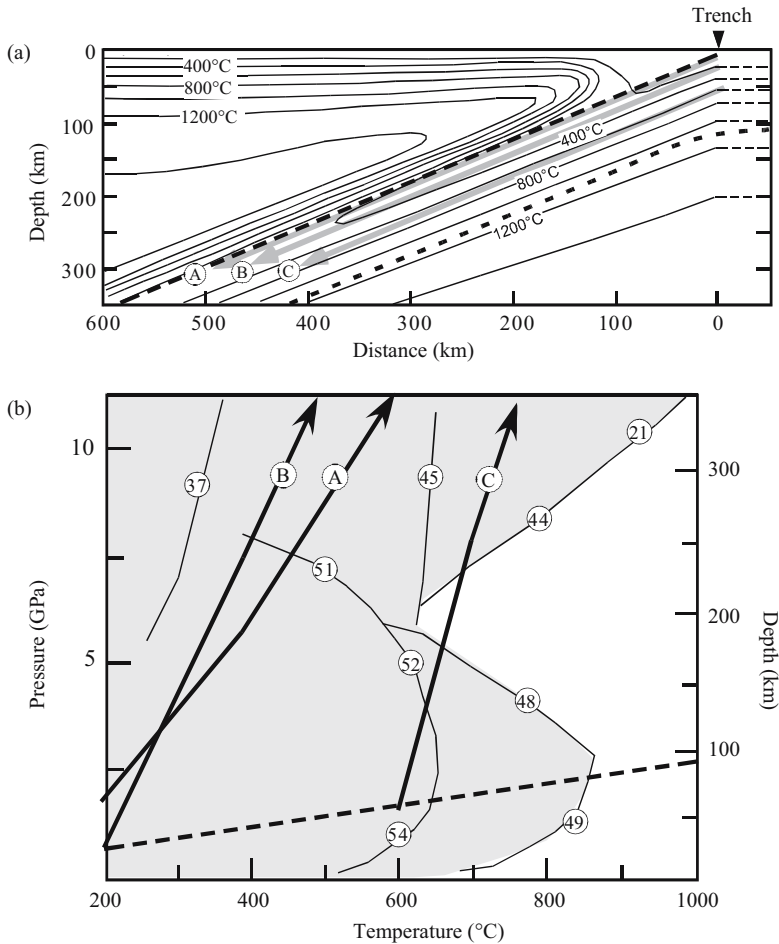 Trench
(a)
0
100
200
300
Depth (km)
400°C
800°C
1200°C
400°C
800°C
1200°C
A
B
C
600
500
400
300
200
100
0
Distance (km)
(b)
10
5
Pressure (GPa)
37
B
A
45
C
21
44
51
52
48
54
49
300
200
100
Depth (km)
200
400
600
800
1000
Temperature (°C)